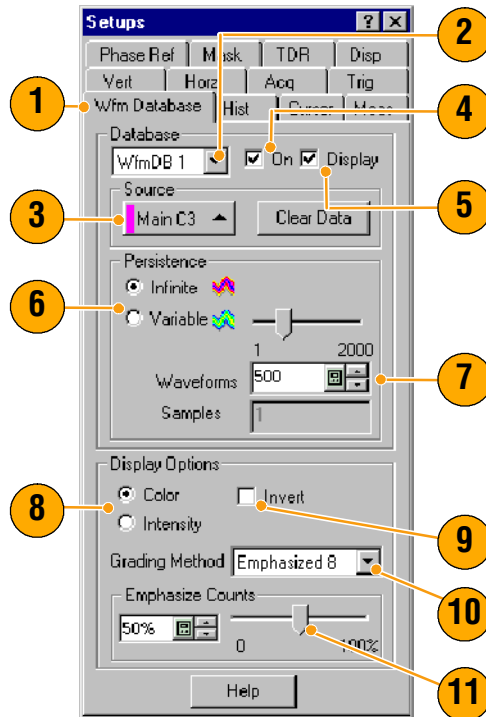 Setups ? ×
Phase Ref Mask TDR Disp
Vert Horz Acq Trig
Wfm Database Hist Cursor Meas
Database
WfmDB 1 On Display
Source
Main C3 Clear Data
Persistence
Infinite
Variable
1 2000
Waveforms 500
Samples 1
Display Options
Color Invert
Intensity
Grading Method Emphasized 8
Emphasize Counts
50%
0 100%
Help
1
2
3
4
5
6
7
8
9
10
11